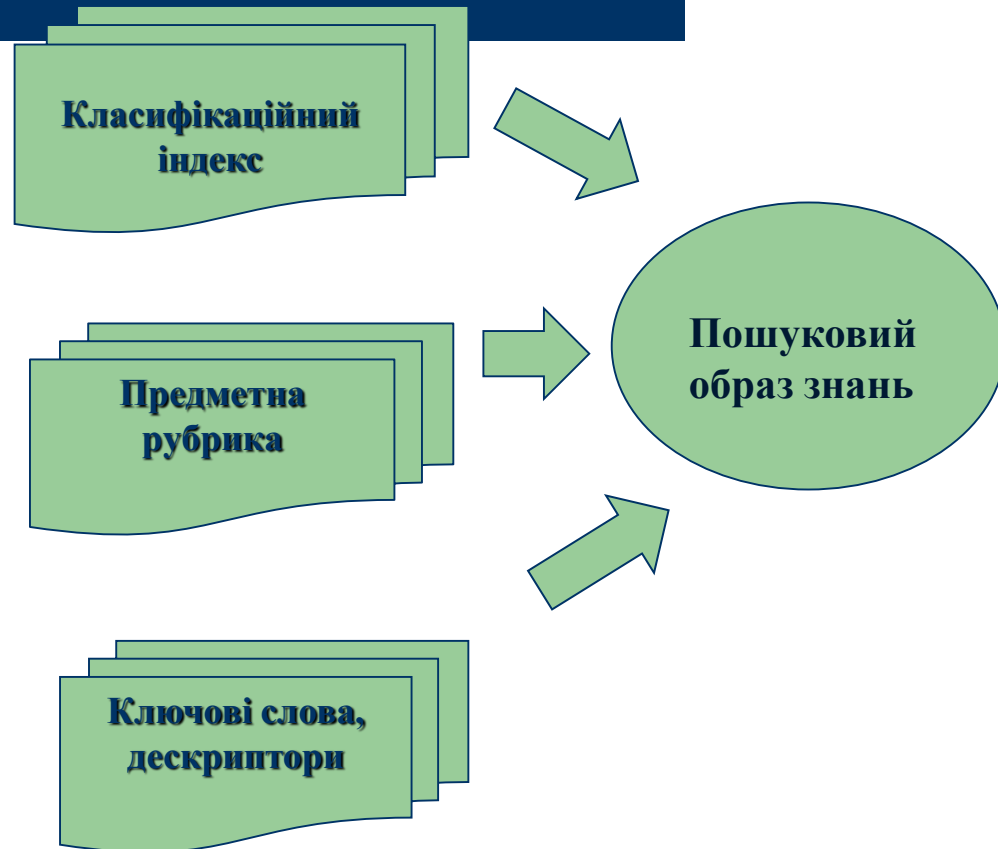 Класифікаційний
індекс
Предметна
рубрика
Ключові слова,
дескриптори
Пошуковий
образ знань